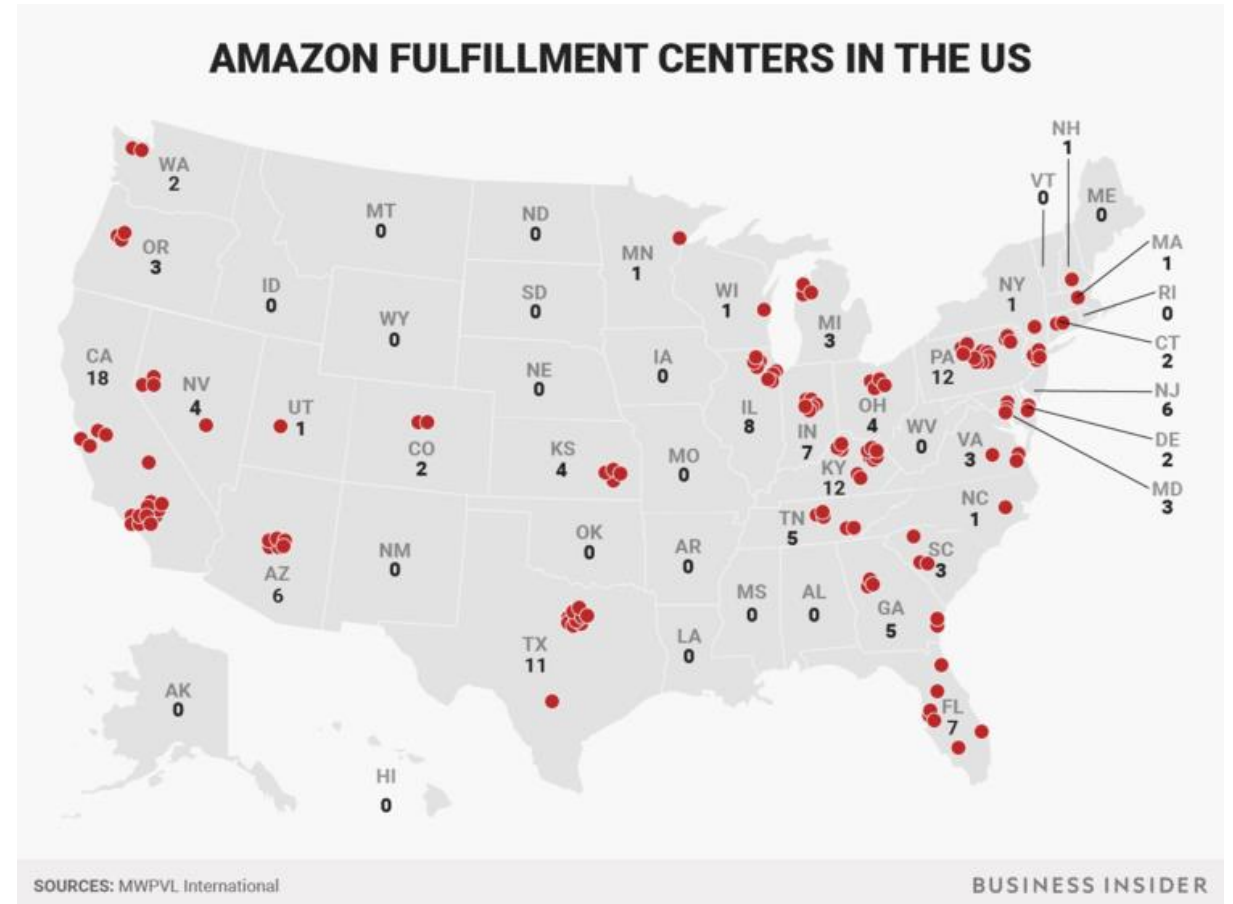 AMAZON FULFILLMENT CENTERS IN THE US
NH
1
VT
0
ME
0
WA
2
MT
0
ND
0
MN
1
OR
3
MA
1
ID
0
SD
0
WI
1
NY
1
RI
0
WY
0
MI
3
CT
2
CA
18
NV
4
UT
1
NE
0
IA
0
PA
12
NJ
6
CO
2
KS
4
MO
0
IL
8
IN
7
OH
4
WV
0
VA
3
DE
2
KY
12
MD
3
NC
1
TN
5
AZ
6
NM
0
OK
0
AR
0
SC
3
MS
0
AL
0
GA
5
TX
11
LA
0
FL
7
AK
0
HI
0
SOURCES: MWPVL International
BUSINESS INSIDER